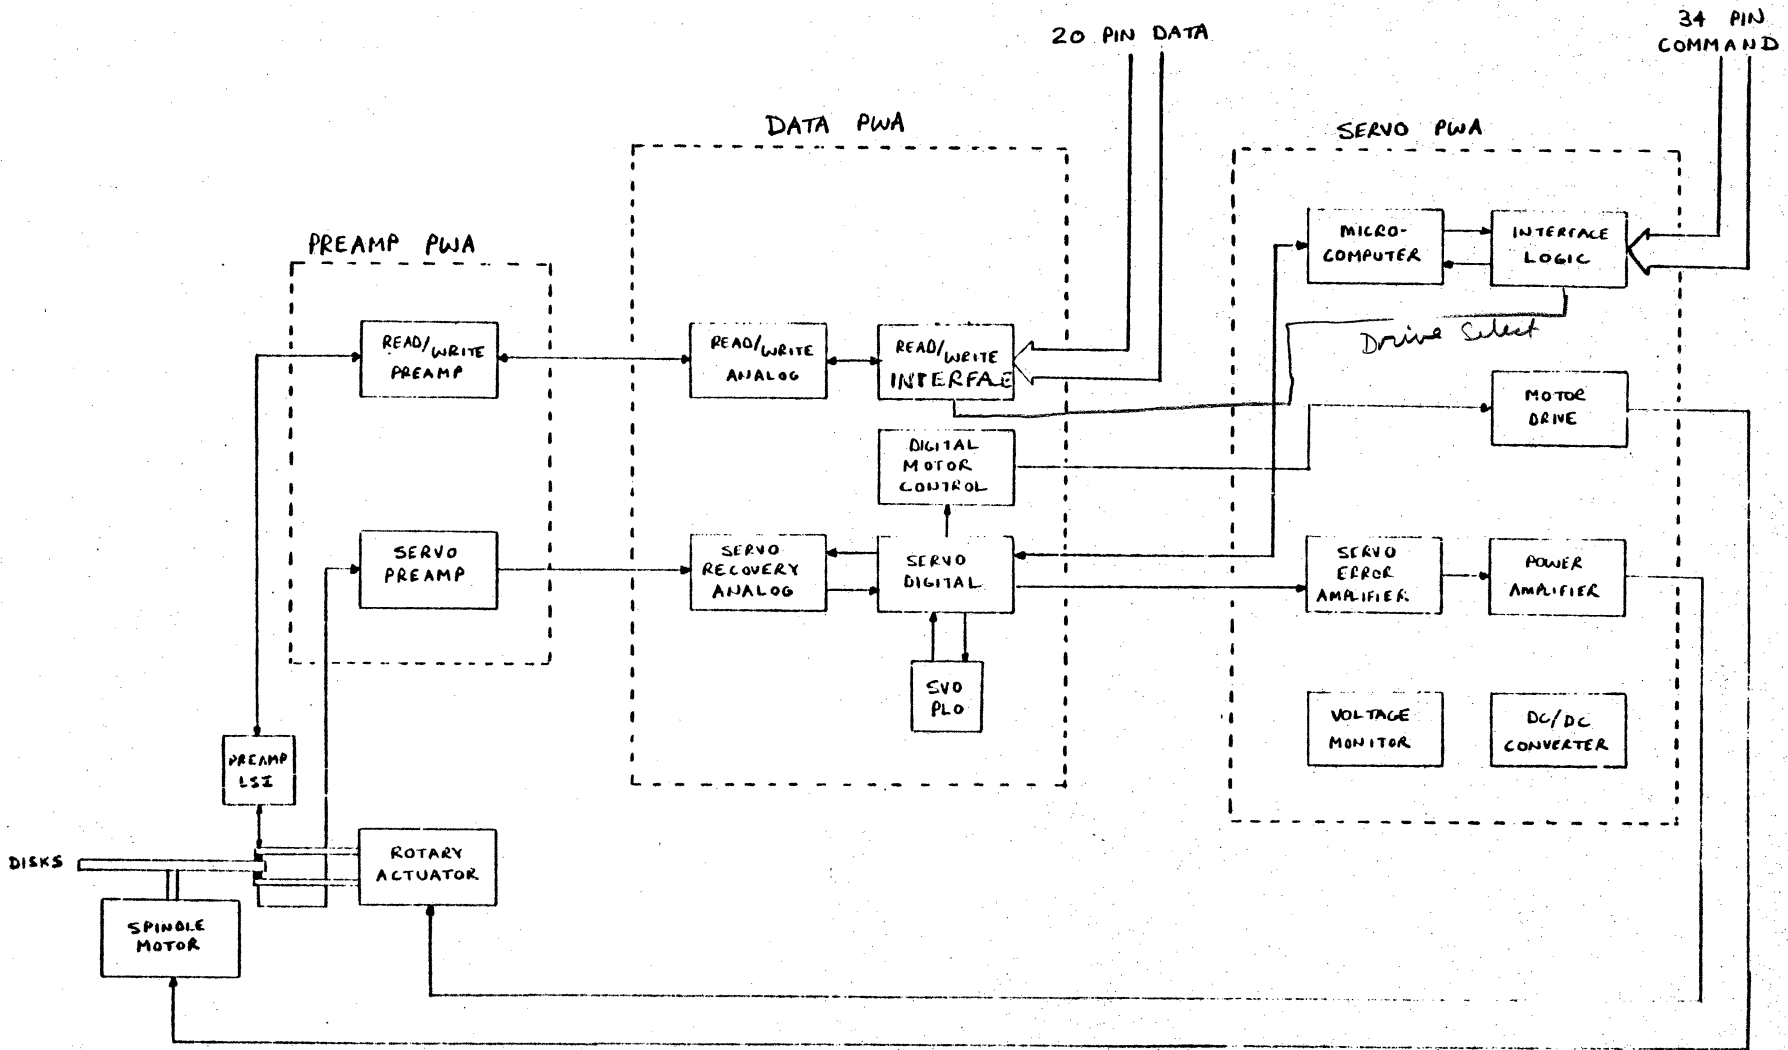 20 PIN DATA
34 PIN
COMMAND
DATA PWA
SERVO PWA
PREAMP PWA
MICRO-
COMPUTER
INTERFACE
LOGIC
READ/WRITE
PREAMP
READ/WRITE
ANALOG
READ/WRITE
INTERFAE
Drive Select
MOTOR
DRIVE
DIGITAL
MOTOR
CONTROL
SERVO
PREAMP
SERVO
RECOVERY
ANALOG
SERVO
DIGITAL
SERVO
ERROR
AMPLIFIER
POWER
AMPLIFIER
SVO
PLO
VOLTAGE
MONITOR
DC/DC
CONVERTER
PREAMP
LSI
DISKS
ROTARY
ACTUATOR
SPINDLE
MOTOR